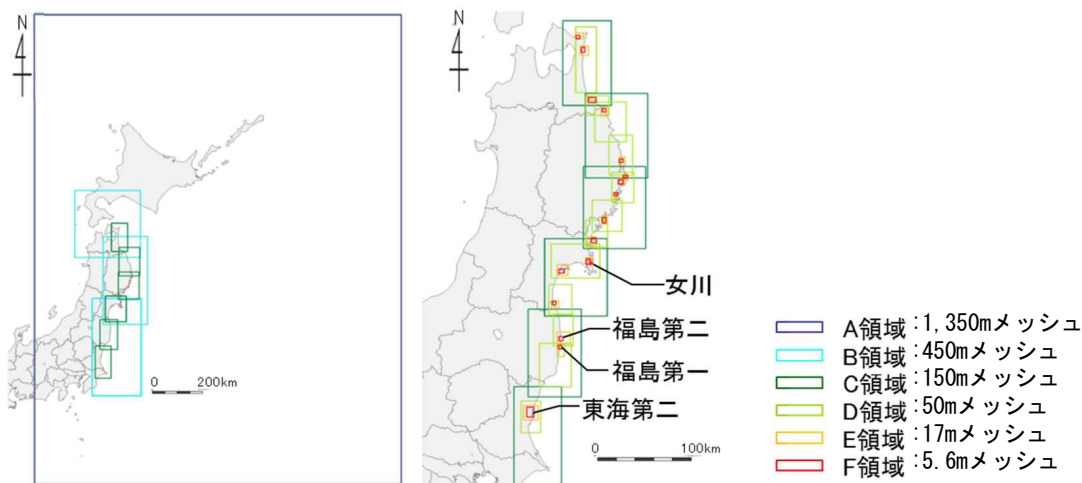 N
4
0 200km
N
4
女川
福島第二
福島第一
東海第二
0 100km
A領域:1,350mメッシュ
B領域:450mメッシュ
C領域:150mメッシュ
D領域:50mメッシュ
E領域:17mメッシュ
F領域:5.6mメッシュ